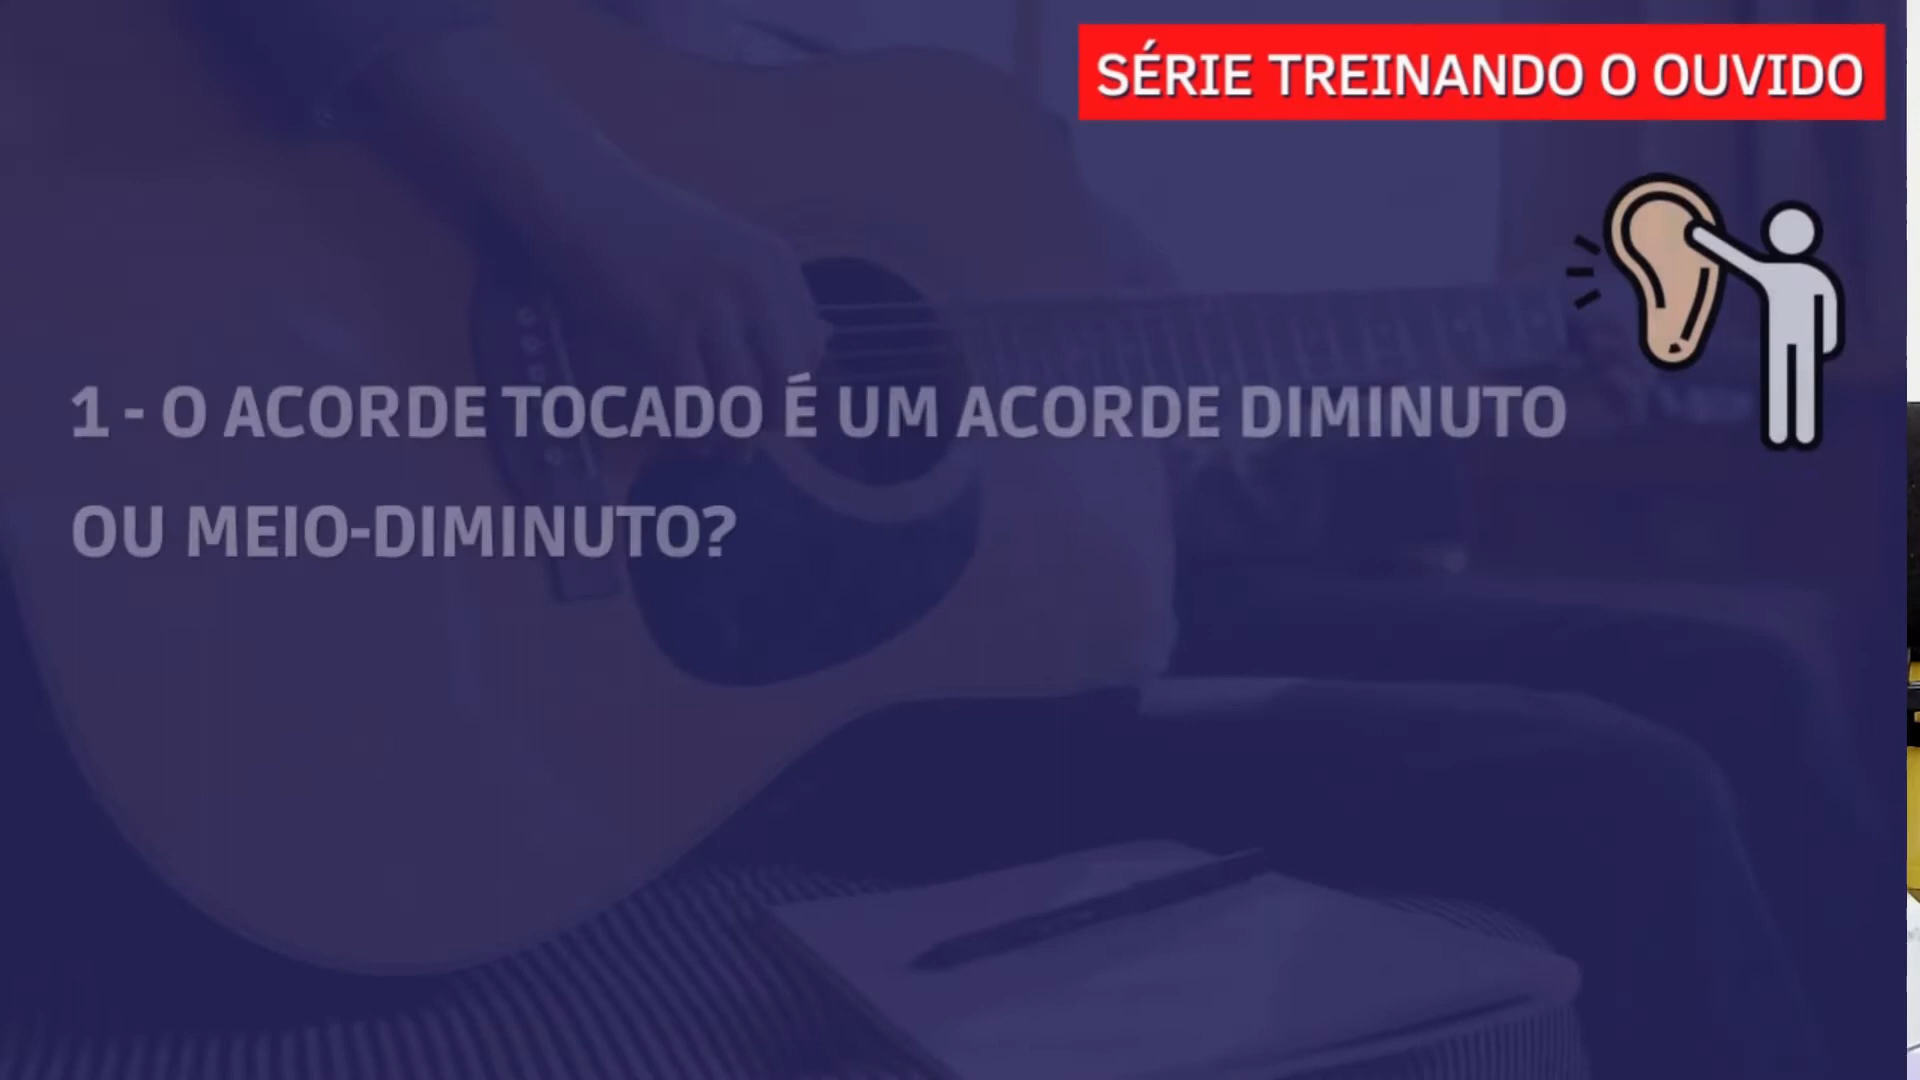 SÉRIE TREINANDO O OUVIDO
1 - O ACORDE TOCADO É UM ACORDE DIMINUTO
OU MEIO-DIMINUTO?